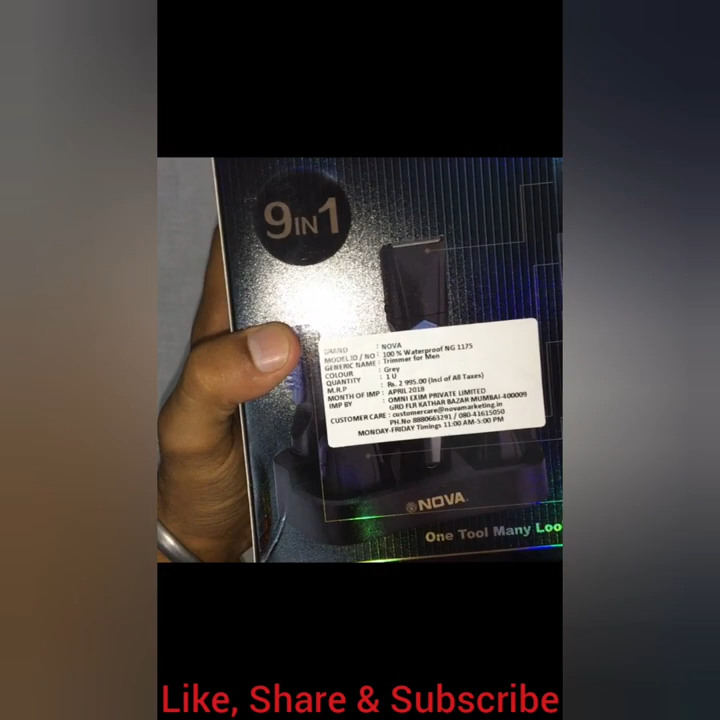 9IN1
BRAND : NOVA
MODEL ID / NO : 100 % Waterproof NG 1175
GENERIC NAME : Trimmer for Men
COLOUR : Grey
QUANTITY : 1 U
M.R.P : Rs. 2 995.00 (Incl of All Taxes)
MONTH OF IMP : APRIL 2018
IMP BY : OMNI EXIM PRIVATE LIMITED
GRD FLR KATHAR BAZAR MUMBAI-400009
CUSTOMER CARE : customercare@novamarketing.in
PH.No 8880663291 / 080-41615050
MONDAY-FRIDAY Timings 11:00 AM-5:00 PM
NOVA
One Tool Many Loo
Like, Share & Subscribe